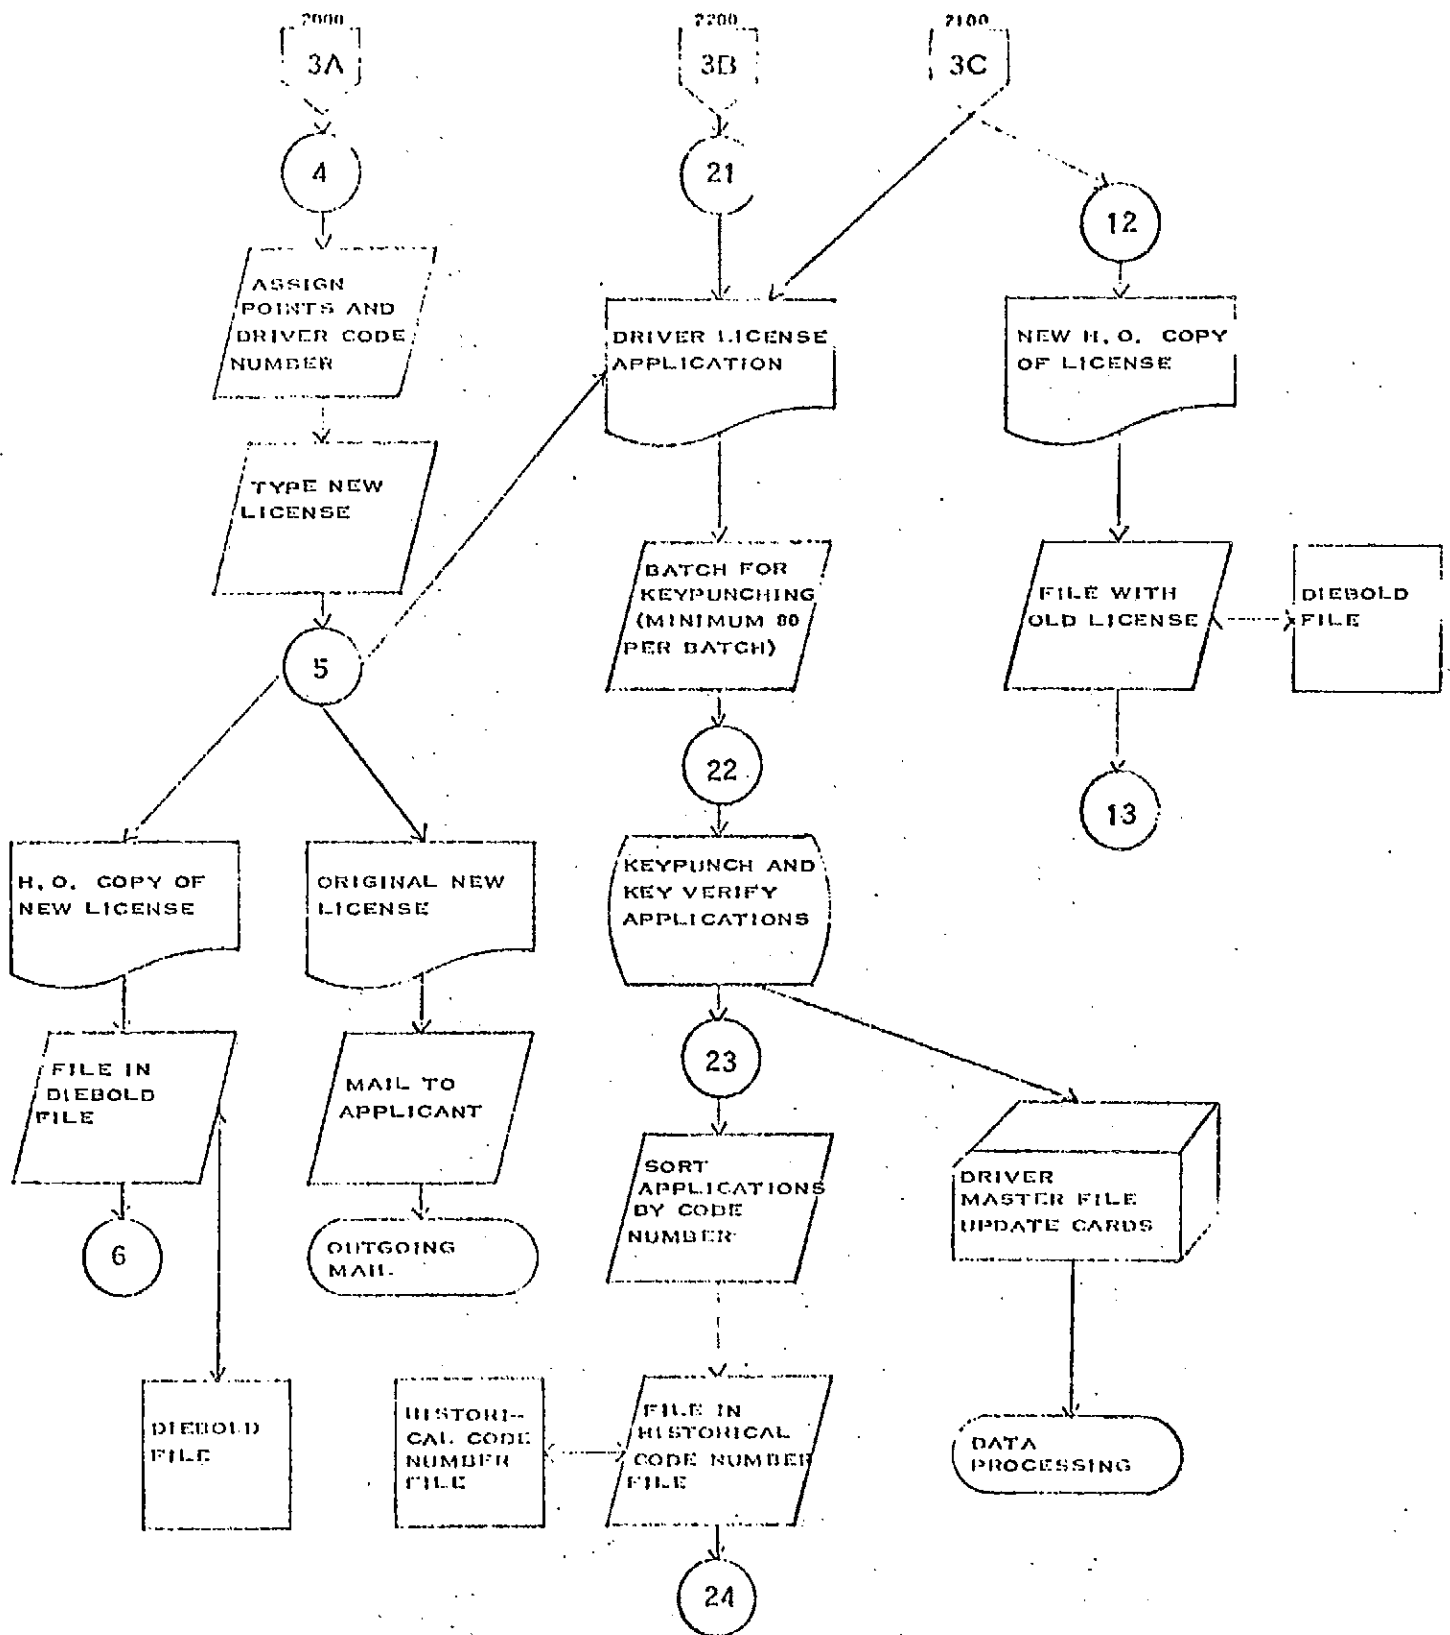 2000
3A
2200
3B
2100
3C
4
21
12
ASSIGN
POINTS AND
DRIVER CODE
NUMBER
DRIVER LICENSE
APPLICATION
NEW H.O. COPY
OF LICENSE
TYPE NEW
LICENSE
BATCH FOR
KEYPUNCHING
(MINIMUM 80
PER BATCH)
FILE WITH
OLD LICENSE
DIEBOLD
FILE
5
22
13
H.O. COPY OF
NEW LICENSE
ORIGINAL NEW
LICENSE
KEYPUNCH AND
KEY VERIFY
APPLICATIONS
FILE IN
DIEBOLD
FILE
MAIL TO
APPLICANT
23
SORT
APPLICATIONS
BY CODE
NUMBER
DRIVER
MASTER FILE
UPDATE CARDS
6
OUTGOING
MAIL
DIEBOLD
FILE
HISTORI-
CAL CODE
NUMBER
FILE
FILE IN
HISTORICAL
CODE NUMBER
FILE
DATA
PROCESSING
24